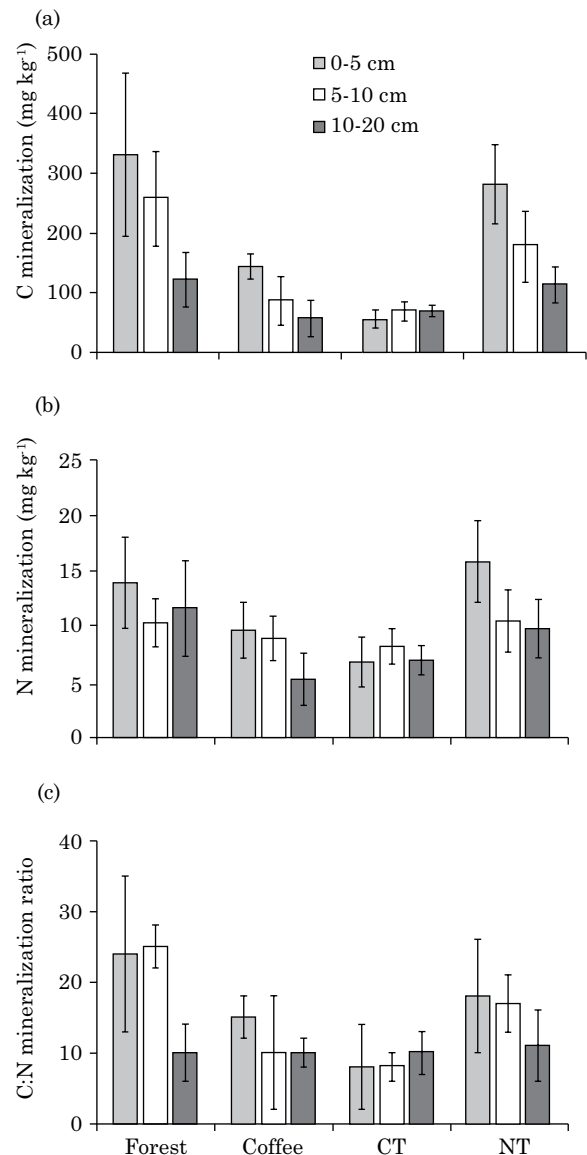 (a)
C mineralization (mg kg⁻¹)
500
400
300
200
100
0
0-5 cm
5-10 cm
10-20 cm
(b)
N mineralization (mg kg⁻¹)
25
20
15
10
5
0
(c)
C:N mineralization ratio
40
30
20
10
0
Forest Coffee CT NT